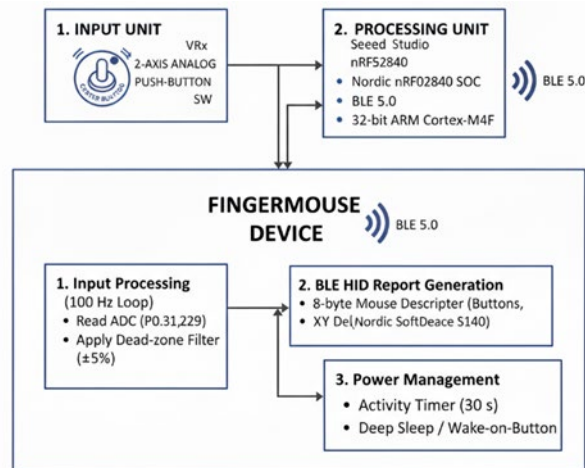 1. INPUT UNIT
VRx
2-AXIS ANALOG
PUSH-BUTTON
SW
2. PROCESSING UNIT
Seeed Studio
nRF52840
• Nordic nRF02840 SOC
• BLE 5.0
• 32-bit ARM Cortex-M4F
BLE 5.0
FINGERMOUSE
DEVICE
BLE 5.0
1. Input Processing
(100 Hz Loop)
• Read ADC (P0.31,229)
• Apply Dead-zone Filter
(±5%)
2. BLE HID Report Generation
• 8-byte Mouse Descripter (Buttons,
• XY Del(Nordic SoftDeace S140)
3. Power Management
• Activity Timer (30 s)
• Deep Sleep / Wake-on-Button